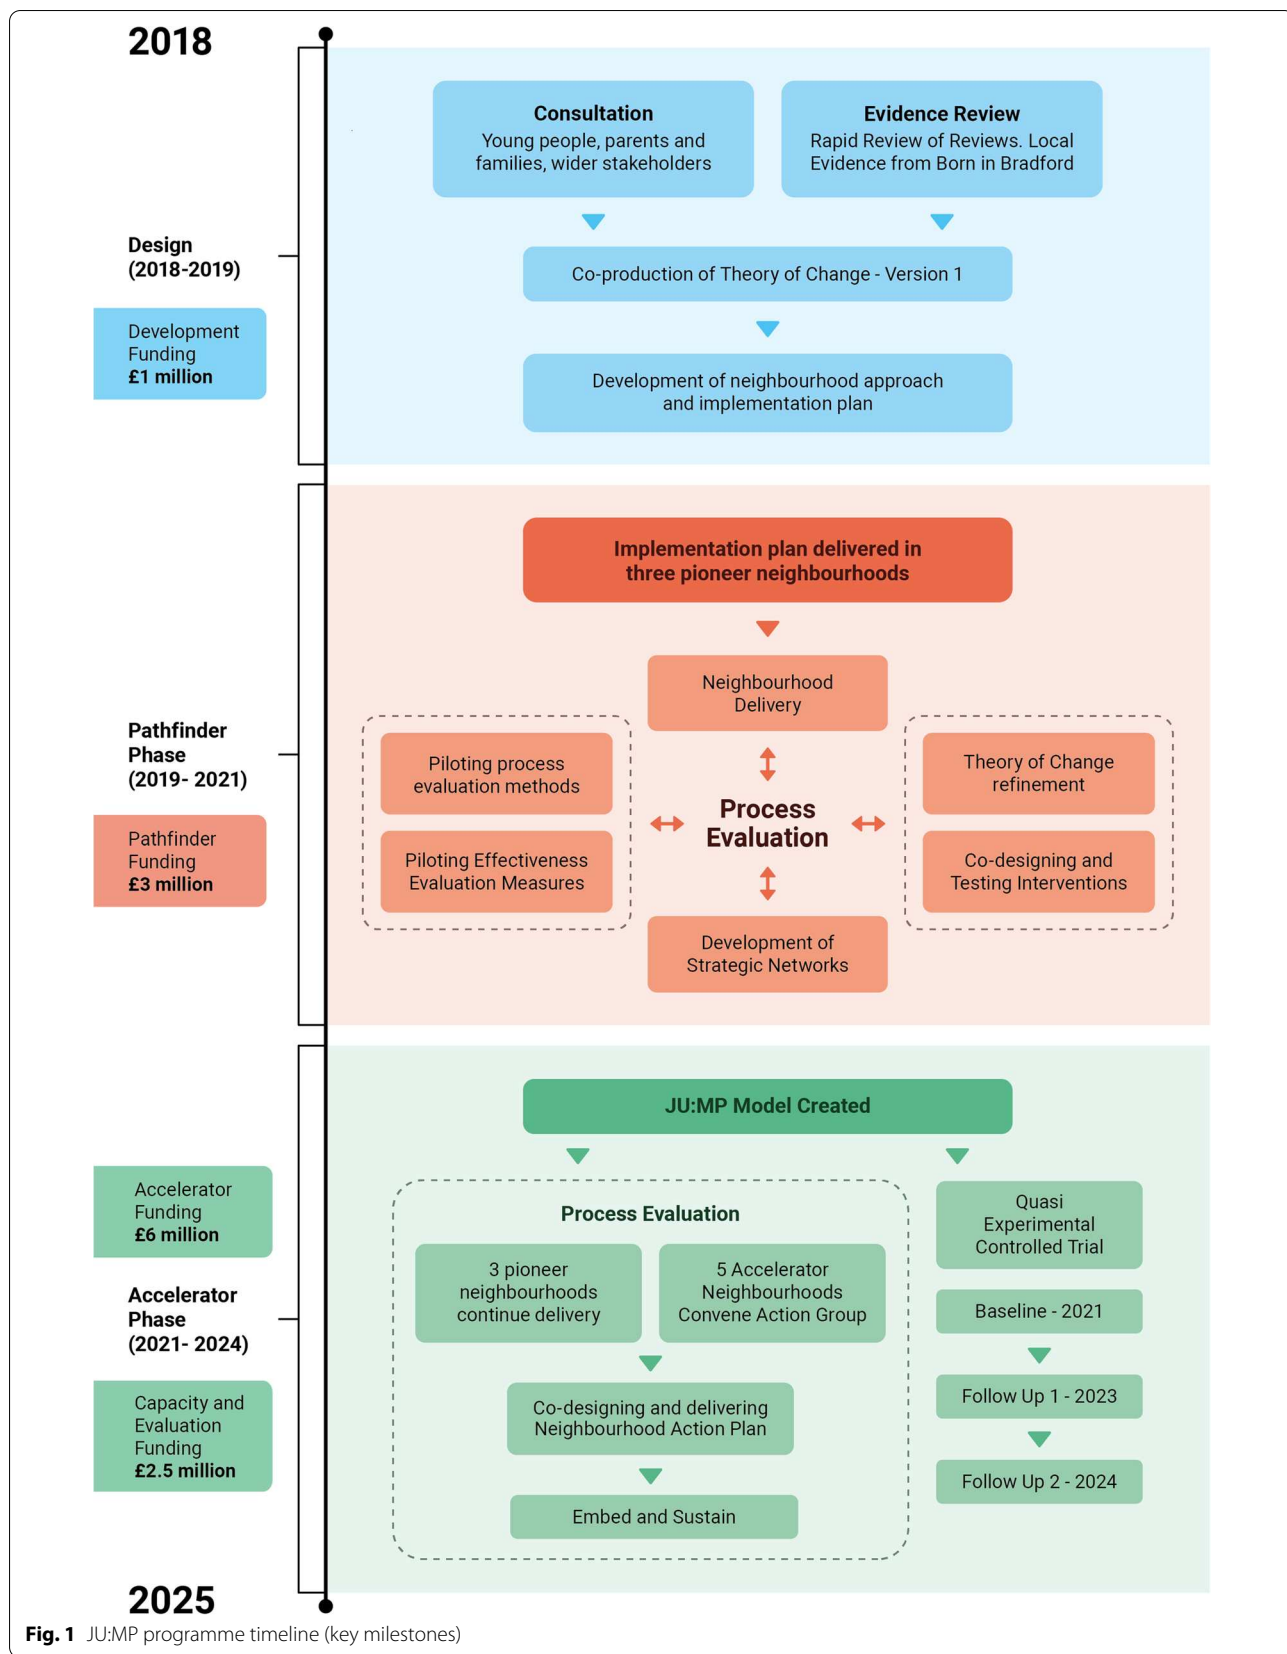 2018
Consultation
Young people, parents and
families, wider stakeholders
Evidence Review
Rapid Review of Reviews. Local
Evidence from Born in Bradford
Design
(2018-2019)
Co-production of Theory of Change - Version 1
Development
Funding
£1 million
Development of neighbourhood approach
and implementation plan
Implementation plan delivered in
three pioneer neighbourhoods
Neighbourhood
Delivery
Pathfinder
Phase
(2019- 2021)
Piloting process
evaluation methods
Theory of Change
refinement
Process
Evaluation
Pathfinder
Funding
£3 million
Piloting Effectiveness
Evaluation Measures
Co-designing and
Testing Interventions
Development of
Strategic Networks
JU:MP Model Created
Accelerator
Funding
£6 million
Process Evaluation
Quasi
Experimental
Controlled Trial
3 pioneer
neighbourhoods
continue delivery
5 Accelerator
Neighbourhoods
Convene Action Group
Accelerator
Phase
(2021- 2024)
Baseline - 2021
Capacity and
Evaluation
Funding
£2.5 million
Co-designing and delivering
Neighbourhood Action Plan
Follow Up 1 - 2023
Follow Up 2 - 2024
Embed and Sustain
2025
Fig. 1 JU:MP programme timeline (key milestones)